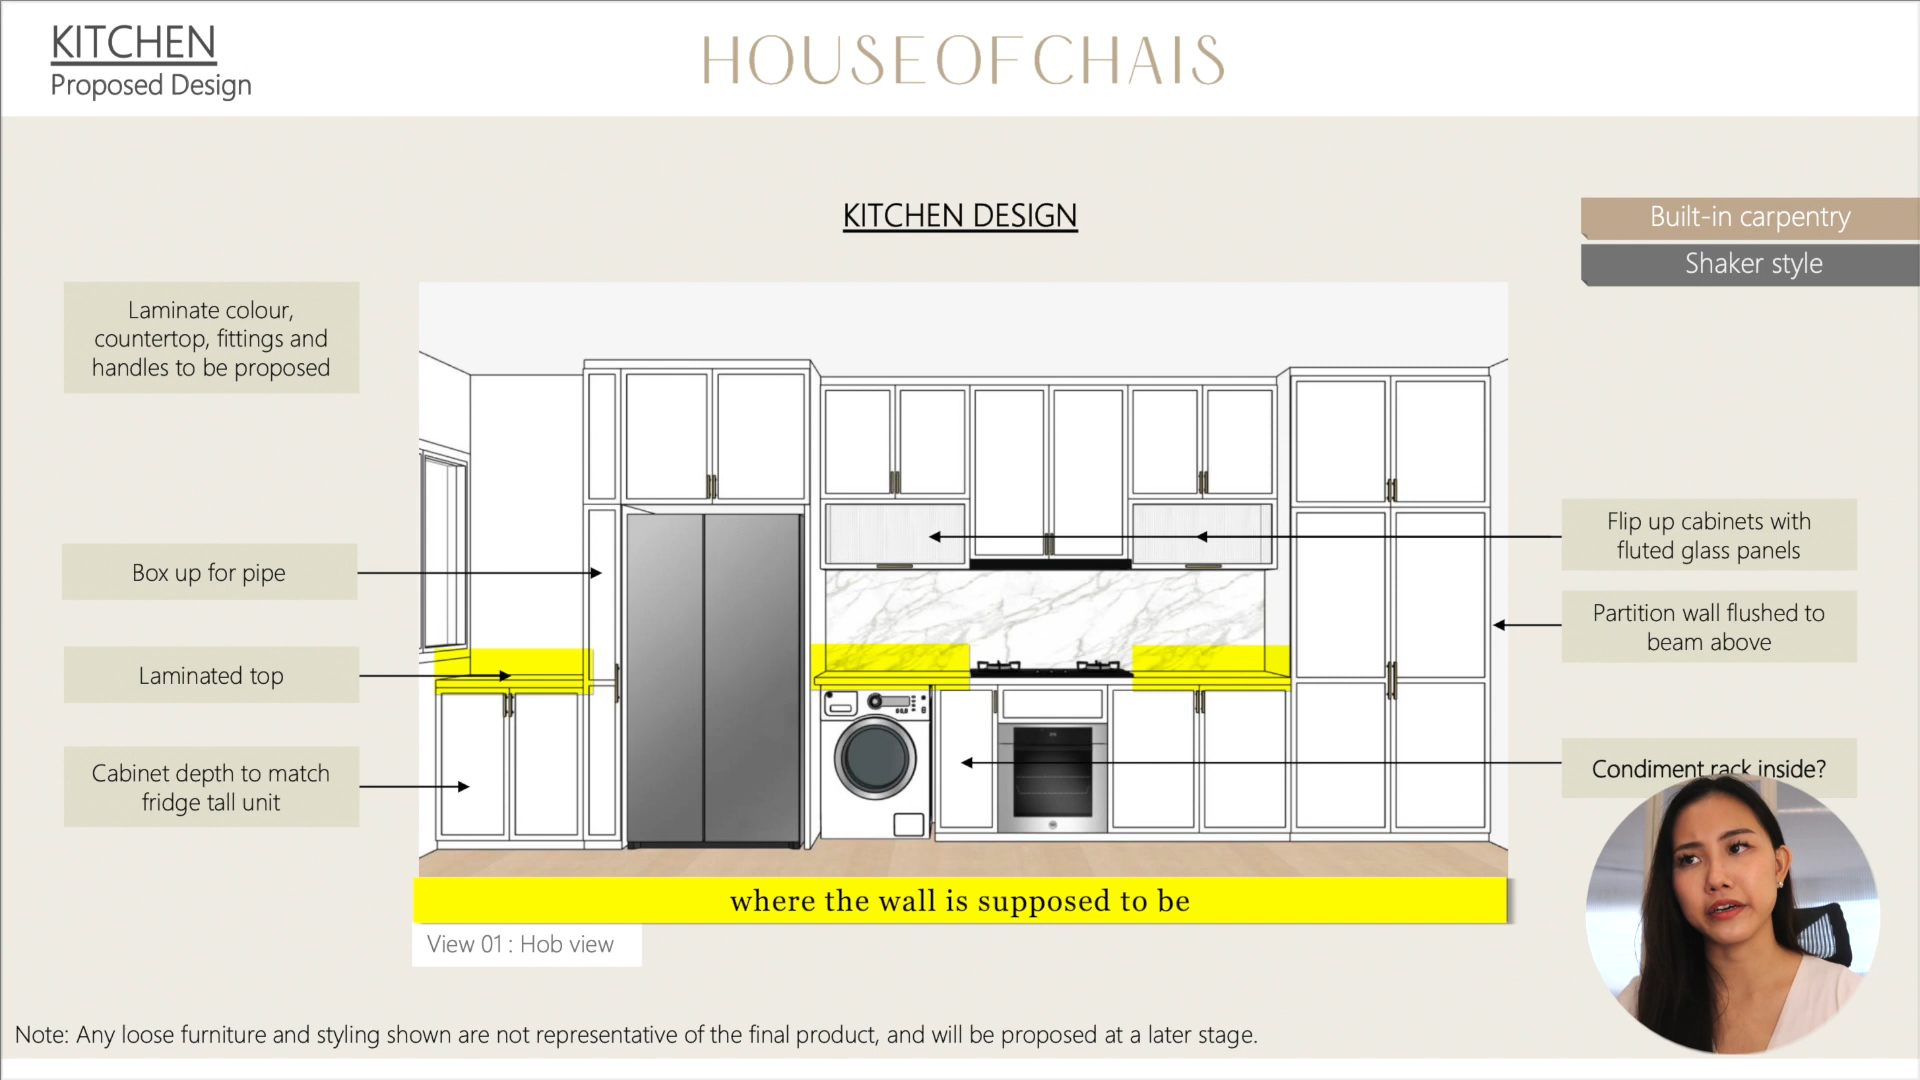 KITCHEN
Proposed Design
HOUSEOFCHAIS
KITCHEN DESIGN
Built-in carpentry
Shaker style
Laminate colour,
countertop, fittings and
handles to be proposed
Box up for pipe
Laminated top
Cabinet depth to match
fridge tall unit
Flip up cabinets with
fluted glass panels
Partition wall flushed to
beam above
Condiment rack inside?
where the wall is supposed to be
View 01 : Hob view
Note: Any loose furniture and styling shown are not representative of the final product, and will be proposed at a later stage.